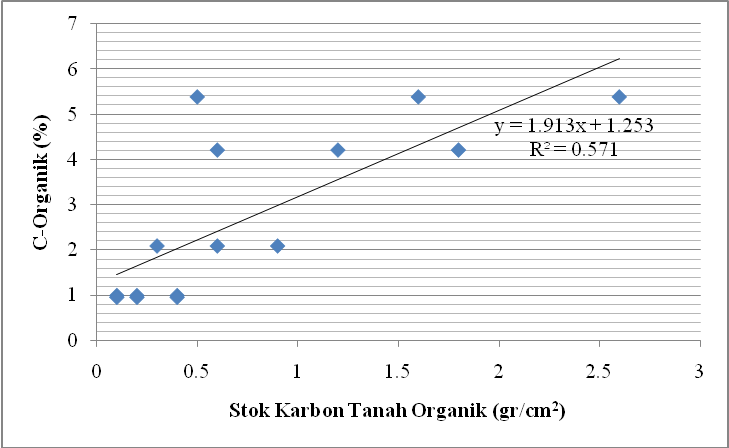 7
6
5
4
3
2
1
0
C-Organik (%)
y = 1.913x + 1.253
R² = 0.571
0 0.5 1 1.5 2 2.5 3
Stok Karbon Tanah Organik (gr/cm²)